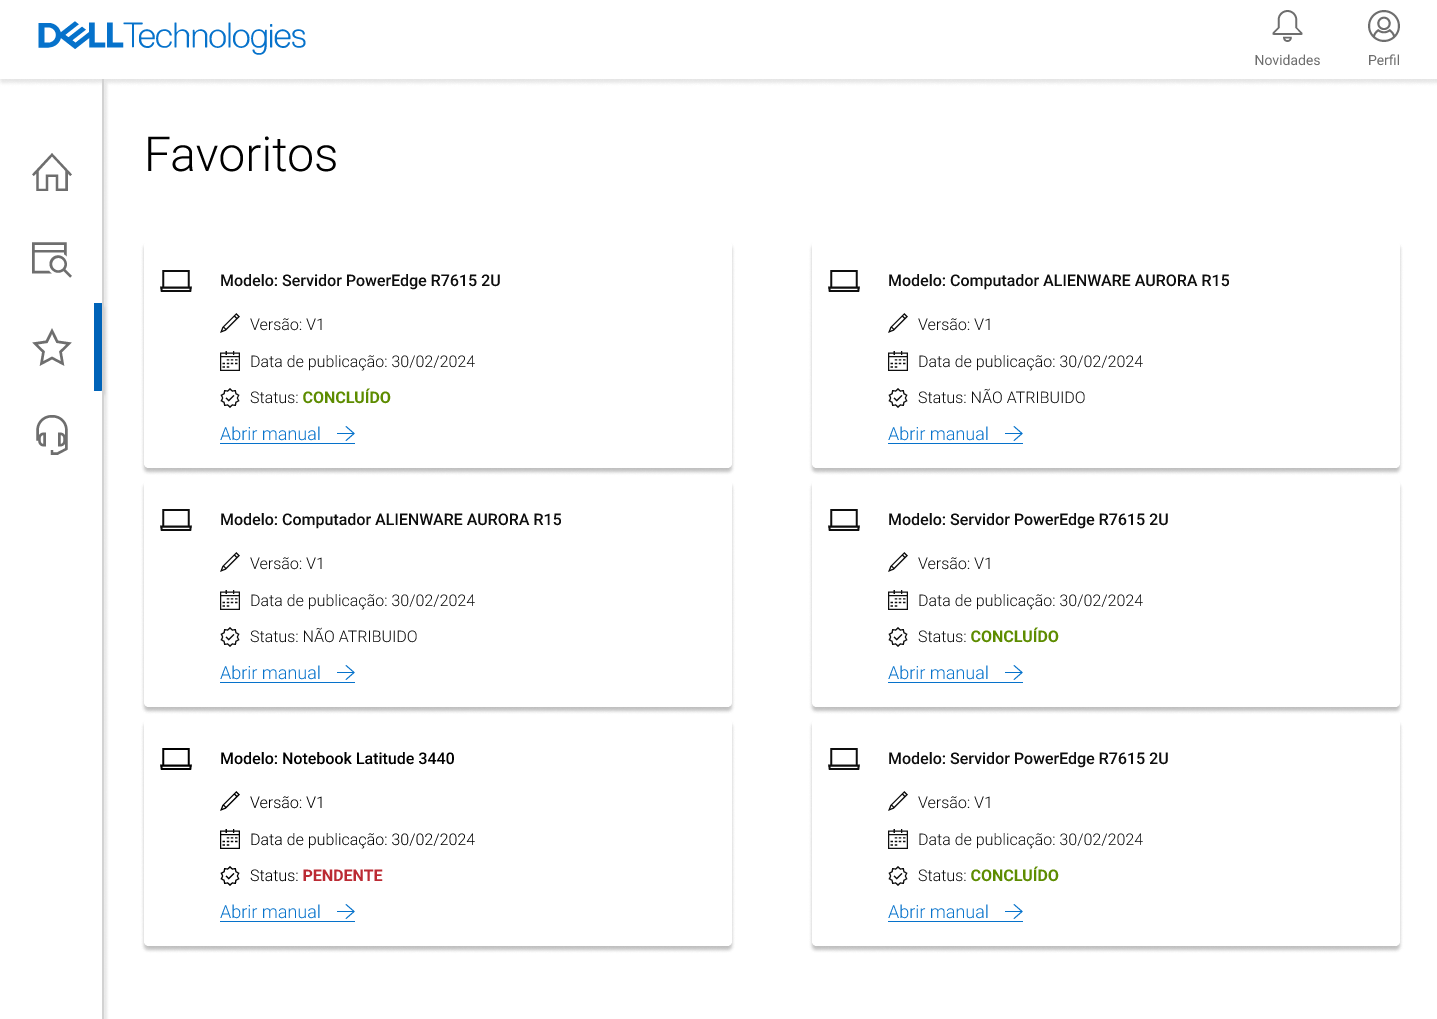 DELL Technologies
Novidades
Perfil
Favoritos
Modelo: Servidor PowerEdge R7615 2U
Versão: V1
Data de publicação: 30/02/2024
Status: CONCLUÍDO
Abrir manual
Modelo: Computador ALIENWARE AURORA R15
Versão: V1
Data de publicação: 30/02/2024
Status: NÃO ATRIBUIDO
Abrir manual
Modelo: Computador ALIENWARE AURORA R15
Versão: V1
Data de publicação: 30/02/2024
Status: NÃO ATRIBUIDO
Abrir manual
Modelo: Servidor PowerEdge R7615 2U
Versão: V1
Data de publicação: 30/02/2024
Status: CONCLUÍDO
Abrir manual
Modelo: Notebook Latitude 3440
Versão: V1
Data de publicação: 30/02/2024
Status: PENDENTE
Abrir manual
Modelo: Servidor PowerEdge R7615 2U
Versão: V1
Data de publicação: 30/02/2024
Status: CONCLUÍDO
Abrir manual